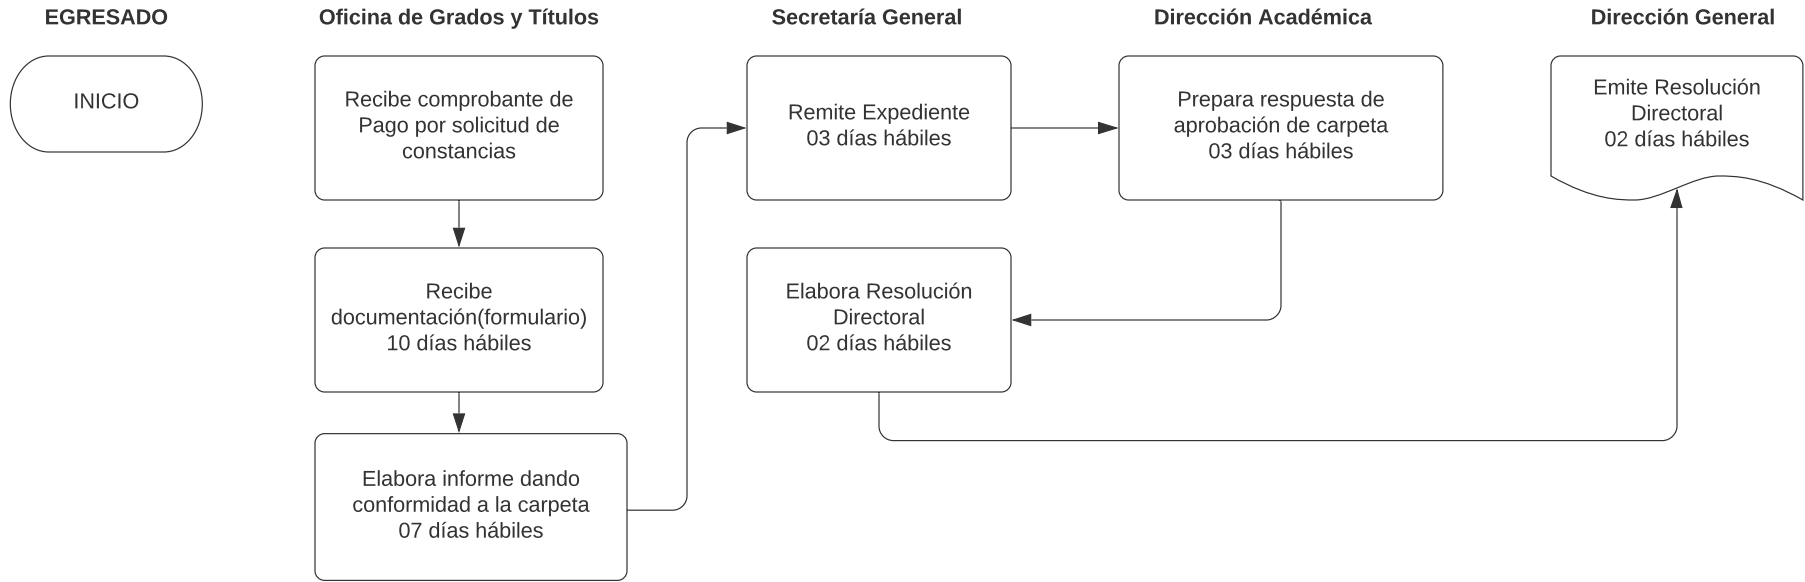 EGRESADO
Oficina de Grados y Títulos
Secretaría General
Dirección Académica
Dirección General
INICIO
Recibe comprobante de
Pago por solicitud de
constancias
Remite Expediente
03 días hábiles
Prepara respuesta de
aprobación de carpeta
03 días hábiles
Emite Resolución
Directoral
02 días hábiles
Recibe
documentación(formulario)
10 días hábiles
Elabora Resolución
Directoral
02 días hábiles
Elabora informe dando
conformidad a la carpeta
07 días hábiles